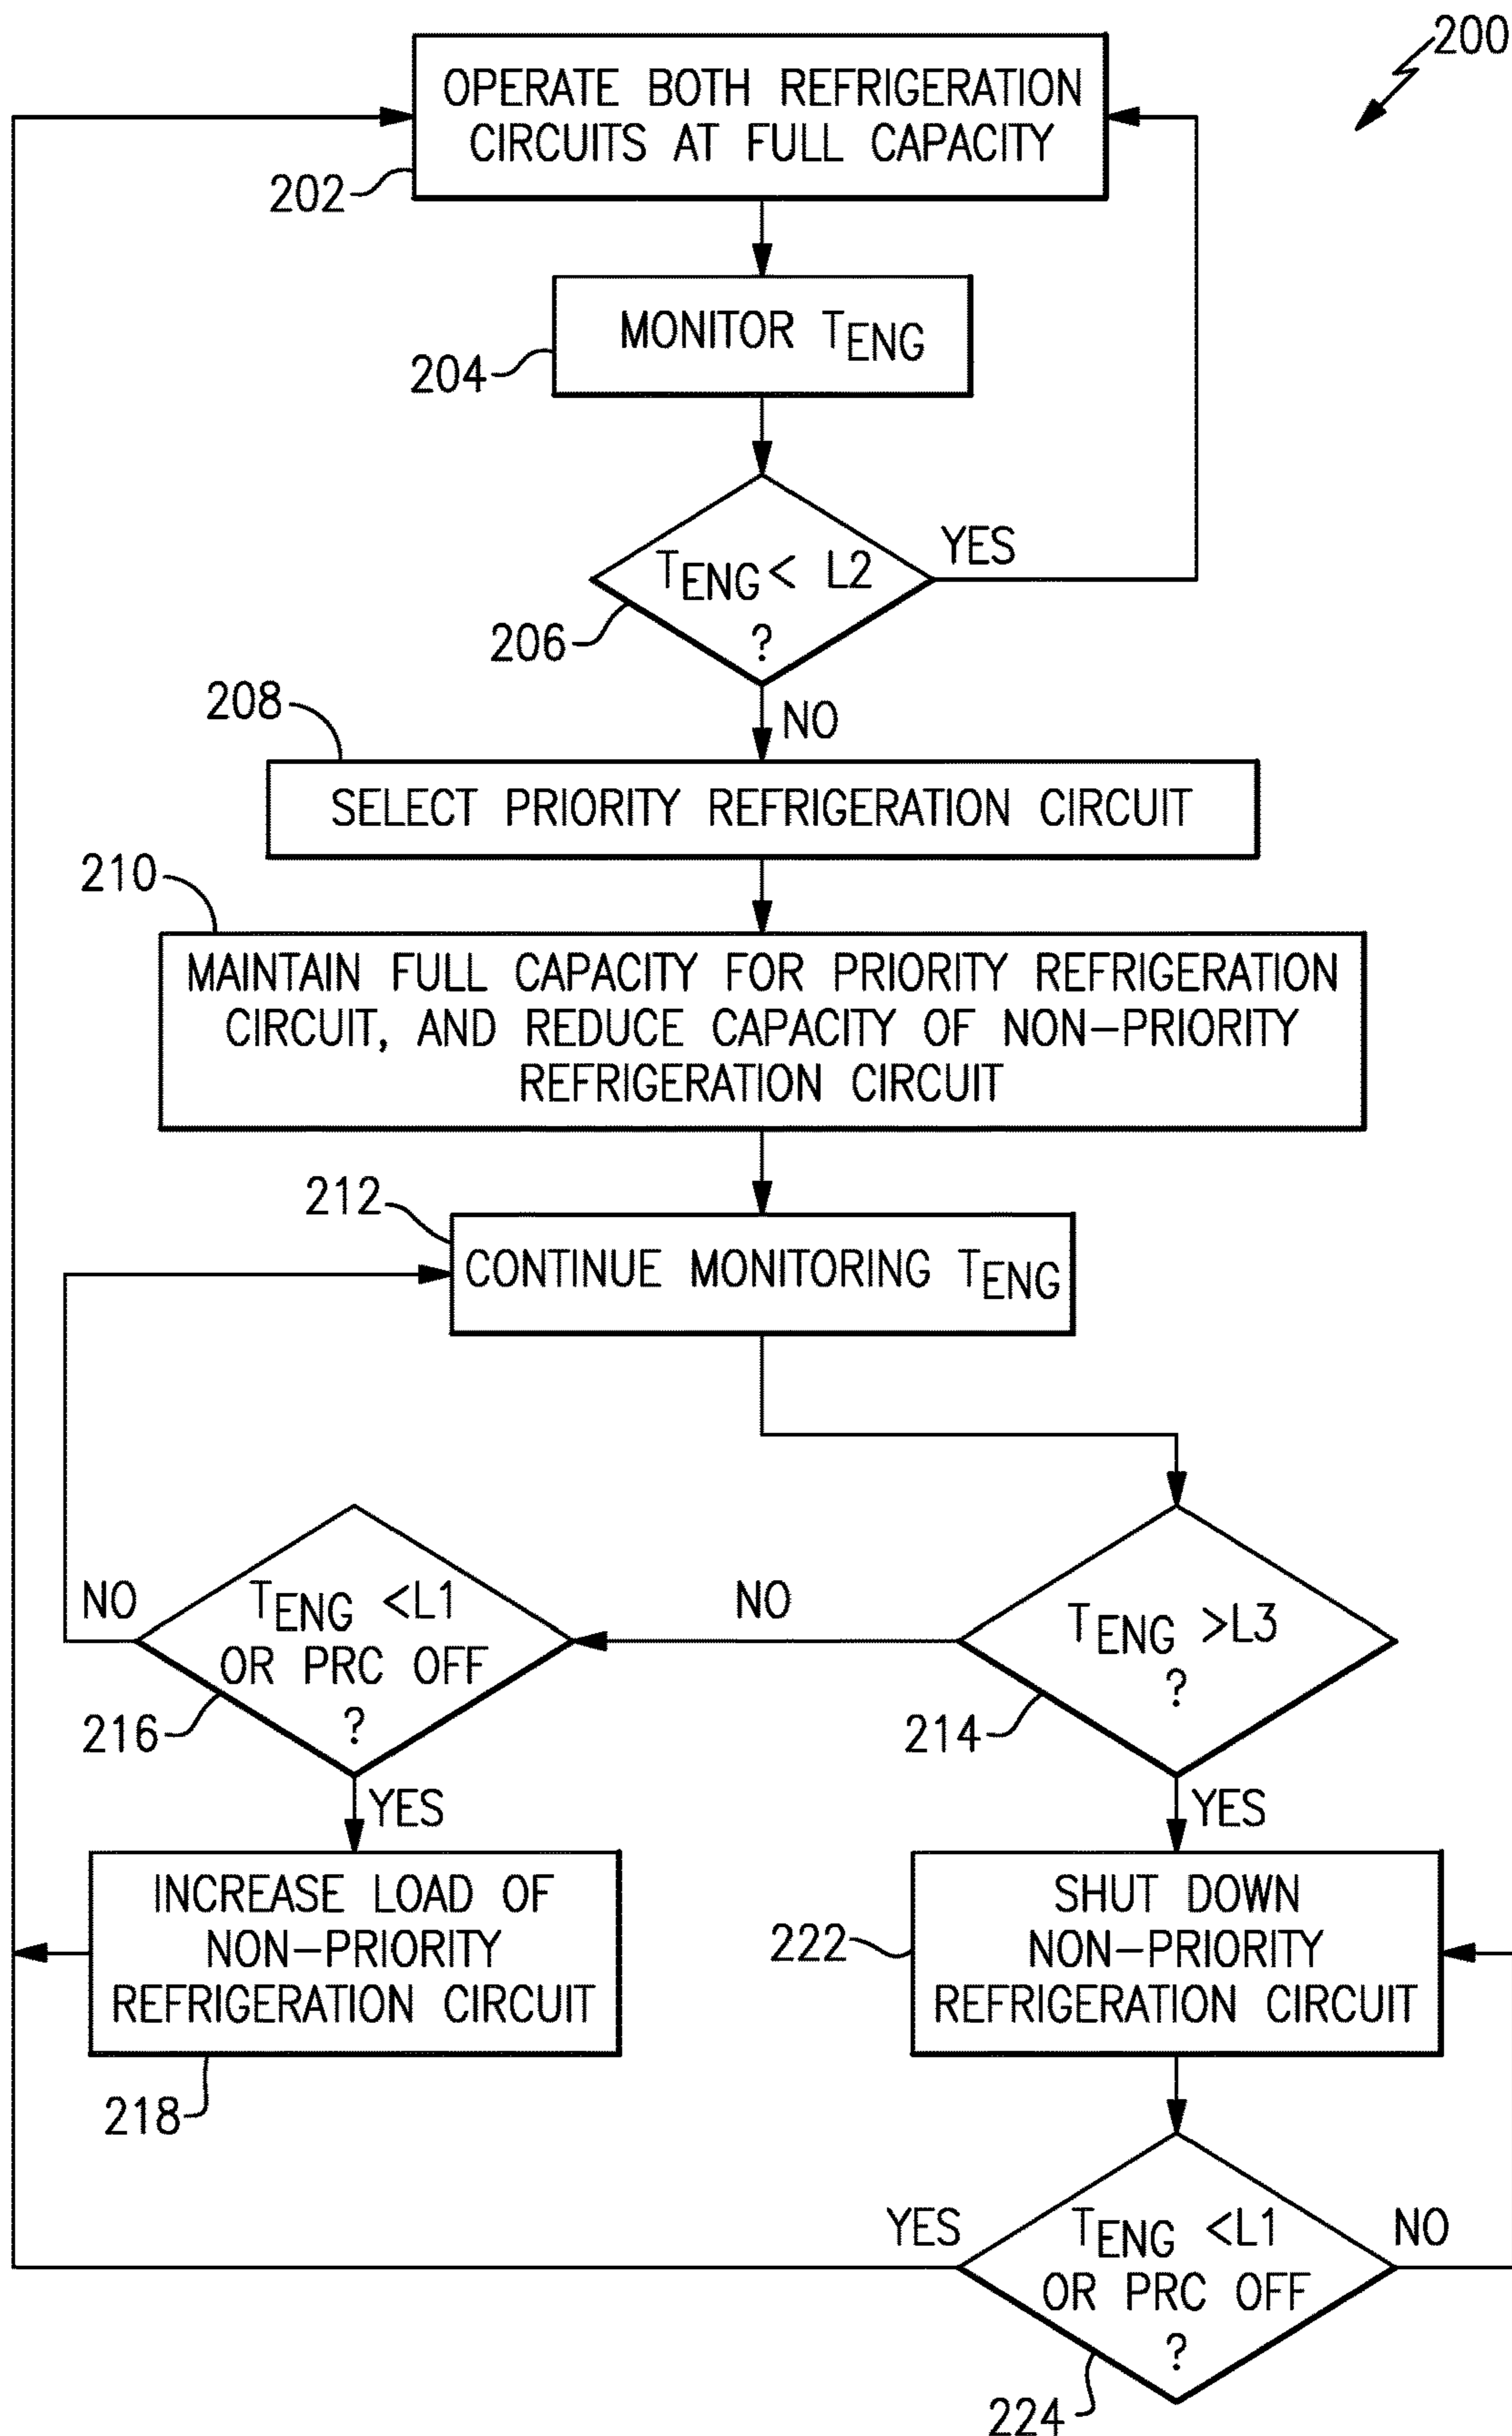 200
OPERATE BOTH REFRIGERATION
CIRCUITS AT FULL CAPACITY
202
MONITOR TENG
204
TENG < L2
?
YES
206
NO
208
SELECT PRIORITY REFRIGERATION CIRCUIT
210
MAINTAIN FULL CAPACITY FOR PRIORITY REFRIGERATION
CIRCUIT, AND REDUCE CAPACITY OF NON-PRIORITY
REFRIGERATION CIRCUIT
212
CONTINUE MONITORING TENG
NO
TENG <L1
OR PRC OFF
?
216
NO
TENG >L3
?
214
YES
INCREASE LOAD OF
NON-PRIORITY
REFRIGERATION CIRCUIT
218
YES
SHUT DOWN
NON-PRIORITY
REFRIGERATION CIRCUIT
222
YES
TENG <L1
OR PRC OFF
?
NO
224